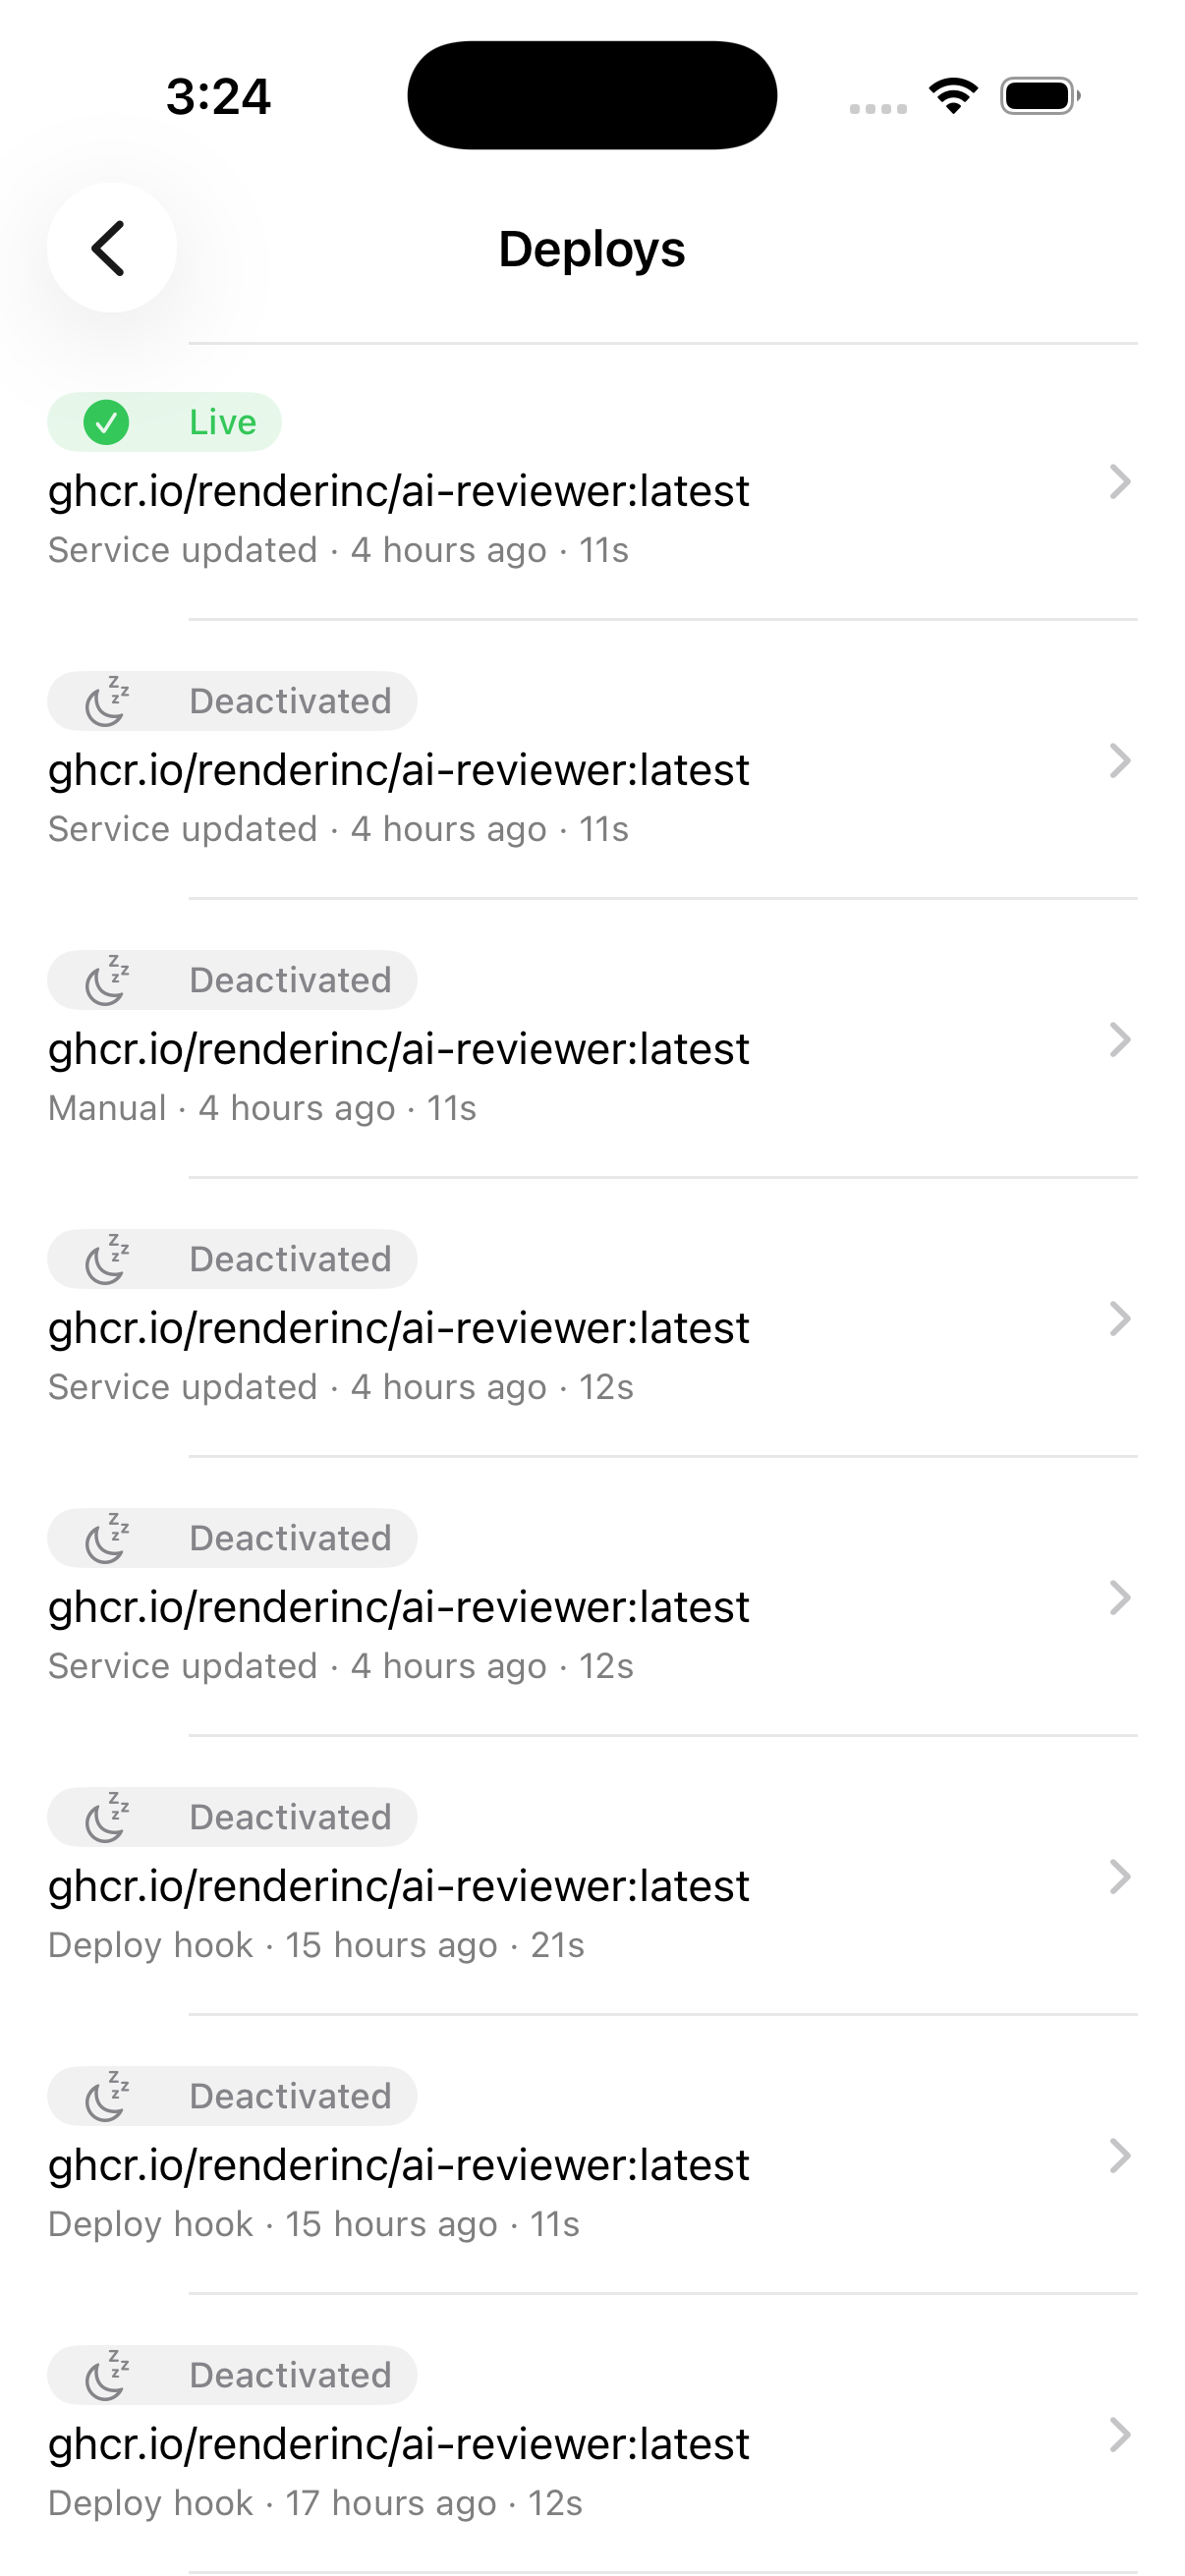 3:24
Deploys
Live
ghcr.io/renderinc/ai-reviewer:latest
Service updated · 4 hours ago · 11s
Deactivated
ghcr.io/renderinc/ai-reviewer:latest
Service updated · 4 hours ago · 11s
Deactivated
ghcr.io/renderinc/ai-reviewer:latest
Manual · 4 hours ago · 11s
Deactivated
ghcr.io/renderinc/ai-reviewer:latest
Service updated · 4 hours ago · 12s
Deactivated
ghcr.io/renderinc/ai-reviewer:latest
Service updated · 4 hours ago · 12s
Deactivated
ghcr.io/renderinc/ai-reviewer:latest
Deploy hook · 15 hours ago · 21s
Deactivated
ghcr.io/renderinc/ai-reviewer:latest
Deploy hook · 15 hours ago · 11s
Deactivated
ghcr.io/renderinc/ai-reviewer:latest
Deploy hook · 17 hours ago · 12s